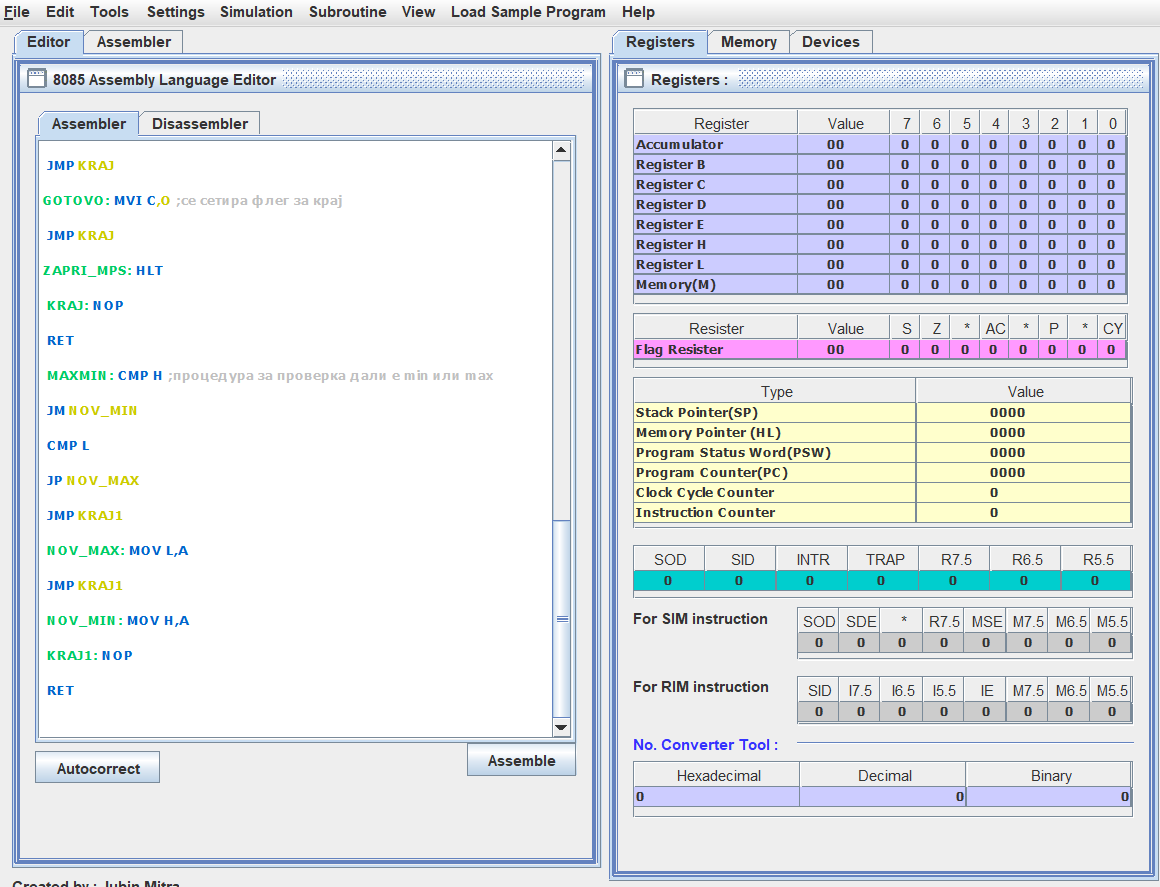 File Edit Tools Settings Simulation Subroutine View Load Sample Program Help
Editor Assembler
8085 Assembly Language Editor
Assembler Disassembler
JMP KRAJ
GOTOVO: MVI C,0 ;се сетира флег за крај
JMP KRAJ
ZAPRI_MPS: HLT
KRAJ: NOP
RET
MAXMIN: CMP H ;процедура за проверка дали е min или max
JM NOV_MIN
CMP L
JP NOV_MAX
JMP KRAJ1
NOV_MAX: MOV L,A
JMP KRAJ1
NOV_MIN: MOV H,A
KRAJ1: NOP
RET
Autocorrect
Assemble
Registers Memory Devices
Registers :
Register Value 7 6 5 4 3 2 1 0
Accumulator 00 0 0 0 0 0 0 0 0
Register B 00 0 0 0 0 0 0 0 0
Register C 00 0 0 0 0 0 0 0 0
Register D 00 0 0 0 0 0 0 0 0
Register E 00 0 0 0 0 0 0 0 0
Register H 00 0 0 0 0 0 0 0 0
Register L 00 0 0 0 0 0 0 0 0
Memory(M) 00 0 0 0 0 0 0 0 0
Resister Value S Z * AC * P * CY
Flag Resister 00 0 0 0 0 0 0 0 0
Type Value
Stack Pointer(SP) 0000
Memory Pointer (HL) 0000
Program Status Word(PSW) 0000
Program Counter(PC) 0000
Clock Cycle Counter 0
Instruction Counter 0
SOD SID INTR TRAP R7.5 R6.5 R5.5
0 0 0 0 0 0 0
For SIM instruction
SOD SDE * R7.5 MSE M7.5 M6.5 M5.5
0 0 0 0 0 0 0 0
For RIM instruction
SID I7.5 I6.5 I5.5 IE M7.5 M6.5 M5.5
0 0 0 0 0 0 0 0
No. Converter Tool :
Hexadecimal Decimal Binary
0 0 0
Created by : Jubin Mitra